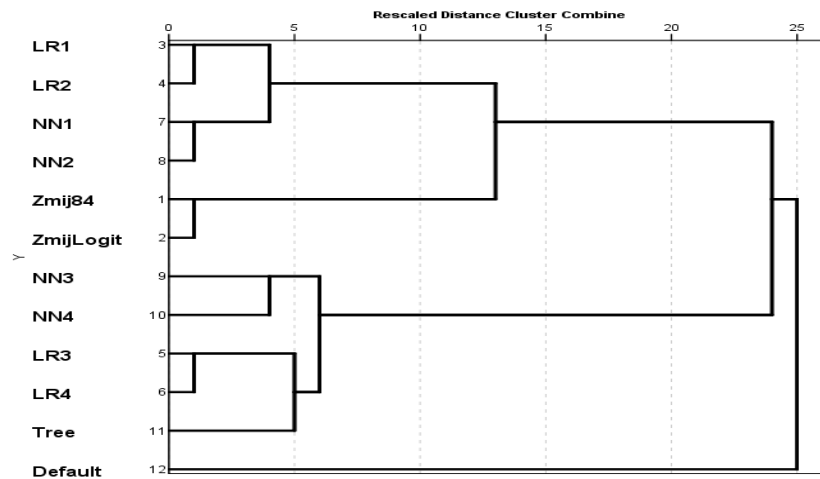 Rescaled Distance Cluster Combine
0 5 10 15 20 25
LR1 3
LR2 4
NN1 7
NN2 8
Zmij84 1
ZmijLogit 2
Y
NN3 9
NN4 10
LR3 5
LR4 6
Tree 11
Default 12